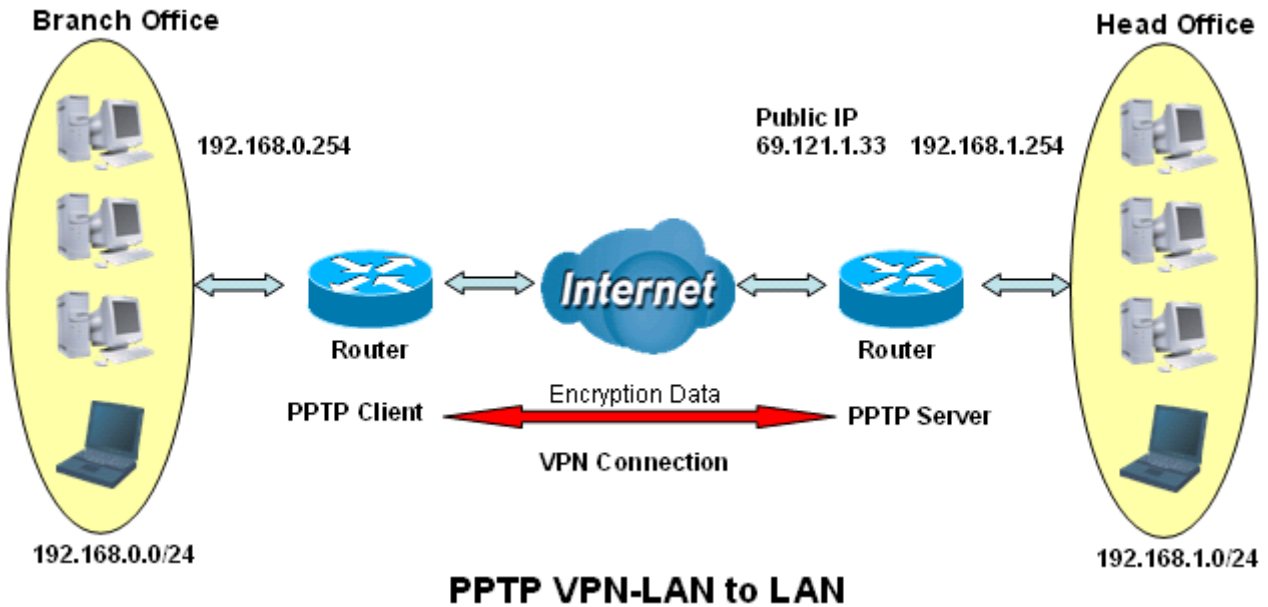 Branch Office
Head Office
192.168.0.254
Public IP
69.121.1.33 192.168.1.254
Internet
Router
Router
PPTP Client
Encryption Data
PPTP Server
VPN Connection
192.168.0.0/24
192.168.1.0/24
PPTP VPN-LAN to LAN